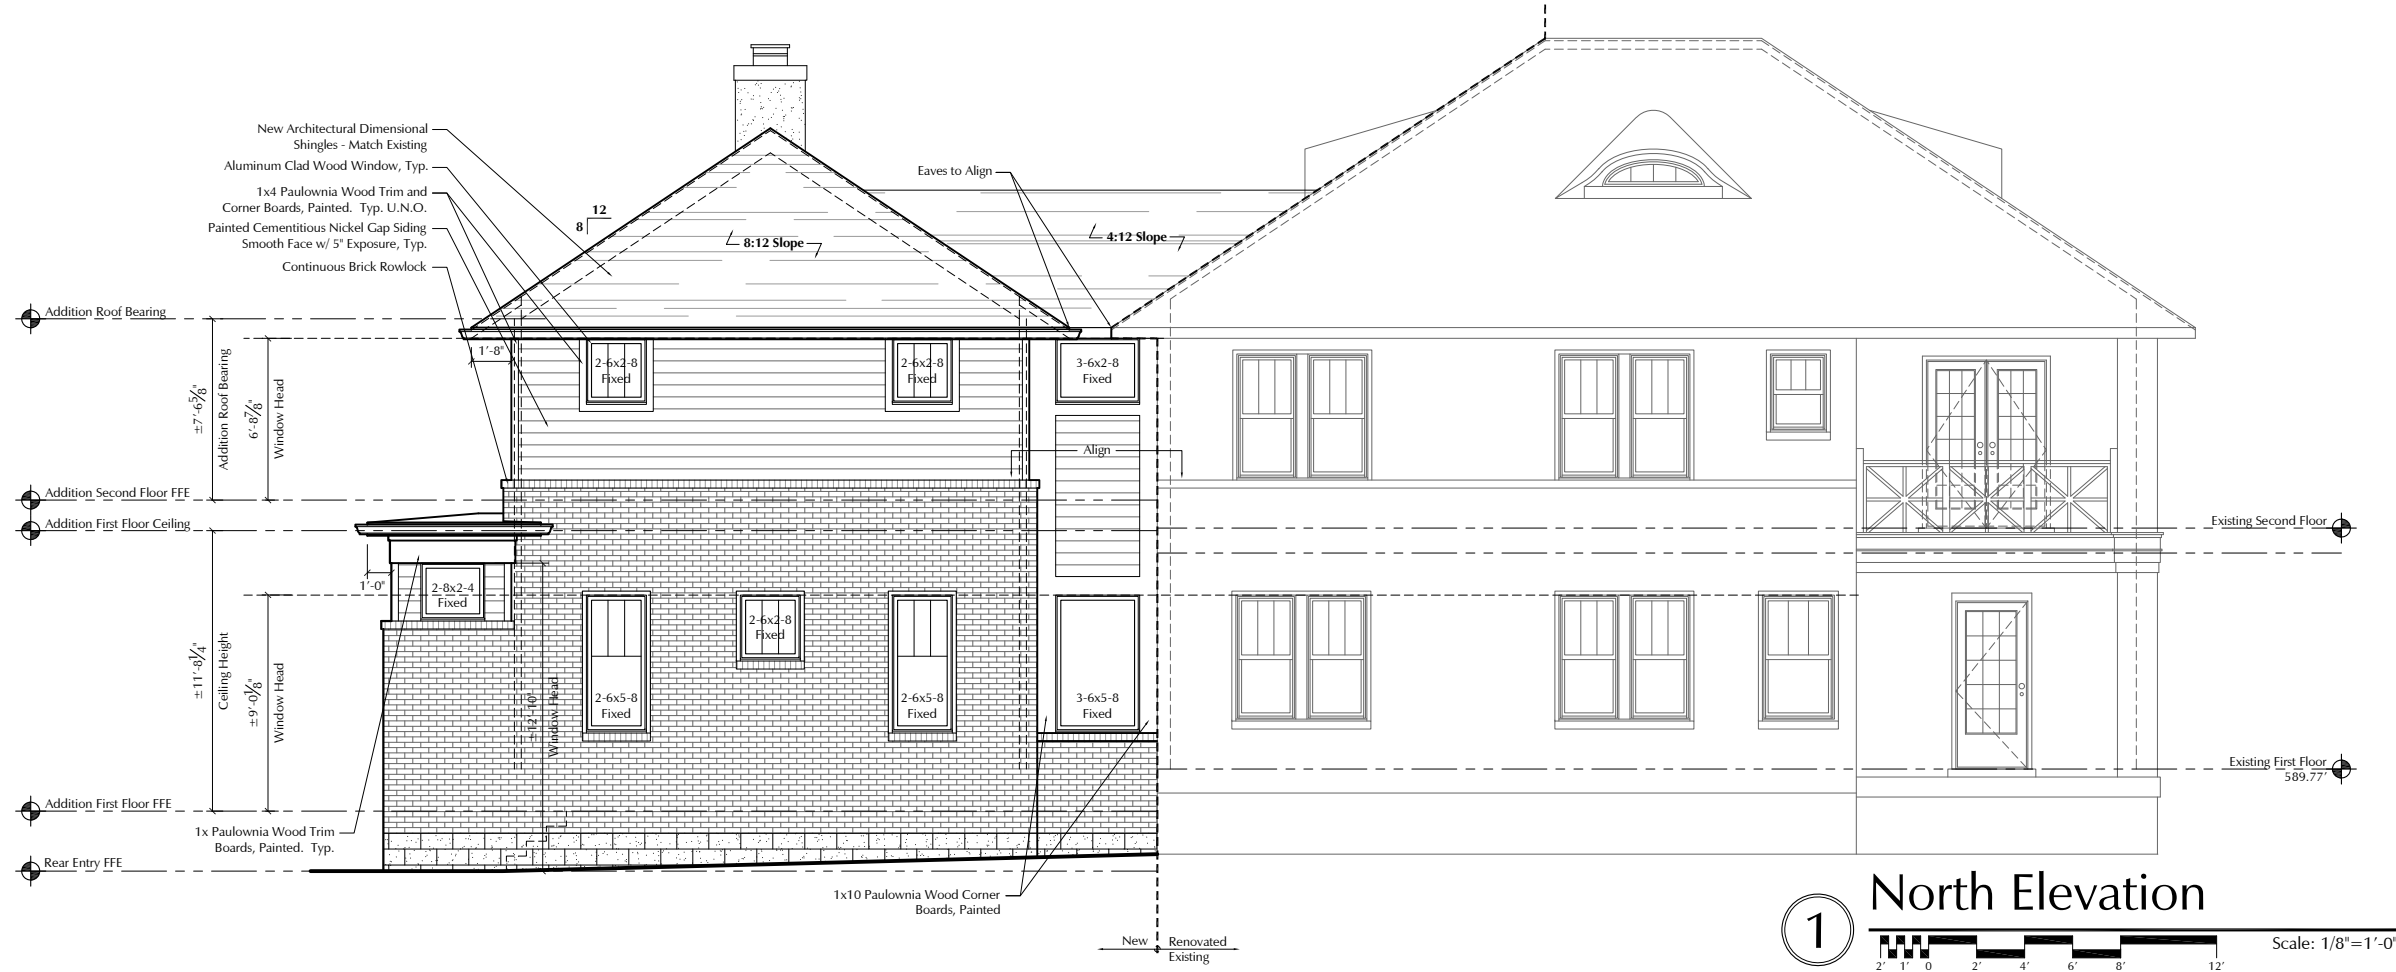 New Architectural Dimensional
Shingles - Match Existing
Aluminum Clad Wood Window, Typ.
1x4 Paulownia Wood Trim and
Corner Boards, Painted.  Typ. U.N.O.
Painted Cementitious Nickel Gap Siding
Smooth Face w/ 5" Exposure, Typ.
Continuous Brick Rowlock
12
8
8:12 Slope
Eaves to Align
4:12 Slope
Addition Roof Bearing
1'-8"
2-6x2-8
Fixed
2-6x2-8
Fixed
3-6x2-8
Fixed
±7'-6 5/8"
Addition Roof Bearing
6'-8 7/8"
Window Head
Align
Addition Second Floor FFE
Addition First Floor Ceiling
Existing Second Floor
1'-0"
2-8x2-4
Fixed
2-6x2-8
Fixed
±11'-8 1/4"
Ceiling Height
±9'-0 1/8"
Window Head
±12'-10"
Window Head
2-6x5-8
Fixed
2-6x5-8
Fixed
3-6x5-8
Fixed
Existing First Floor
589.77'
Addition First Floor FFE
1x Paulownia Wood Trim
Boards, Painted.  Typ.
Rear Entry FFE
1x10 Paulownia Wood Corner
Boards, Painted
New
Renovated
Existing
1
North Elevation
Scale: 1/8"=1'-0"
2' 1' 0 2' 4' 6' 8' 12'